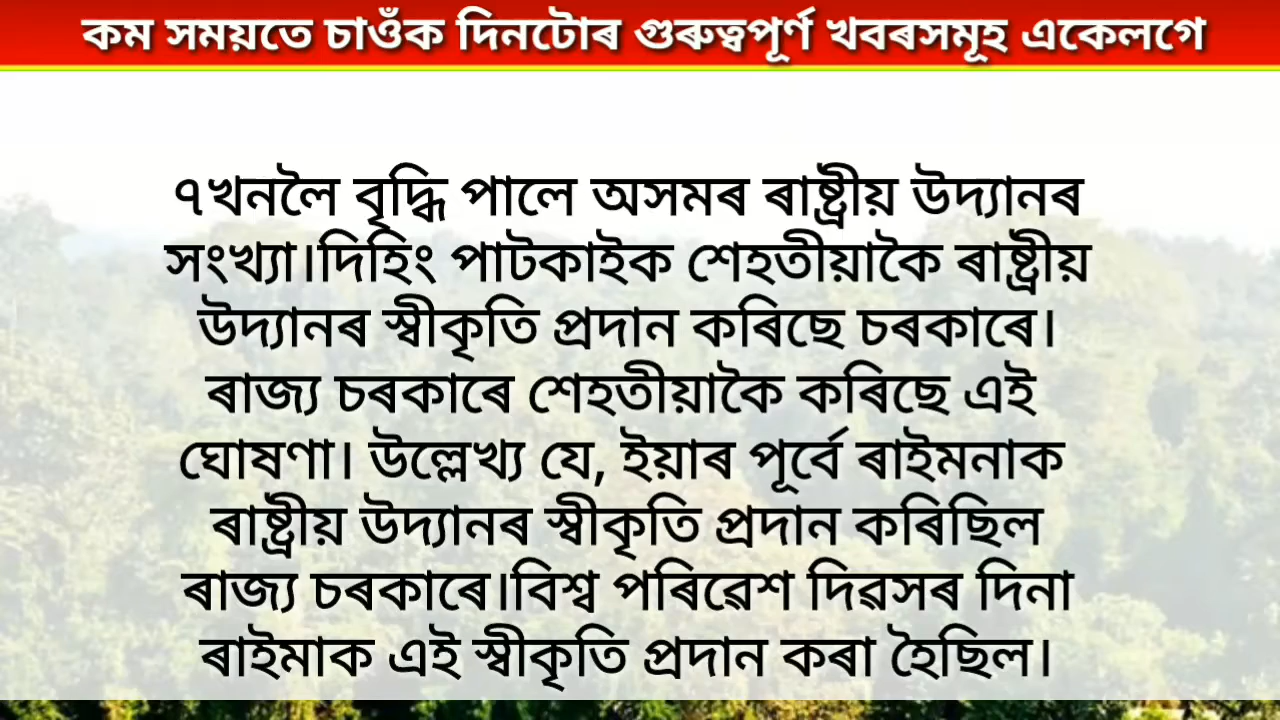 কম সময়তে চাওঁক দিনটোৰ গুৰুত্বপূৰ্ণ খবৰসমূহ একেলগে
৭খনলৈ বৃদ্ধি পালে অসমৰ ৰাষ্ট্ৰীয় উদ্যানৰ
সংখ্যা।দিহিং পাটকাইক শেহতীয়াকৈ ৰাষ্ট্ৰীয়
উদ্যানৰ স্বীকৃতি প্ৰদান কৰিছে চৰকাৰে।
ৰাজ্য চৰকাৰে শেহতীয়াকৈ কৰিছে এই
ঘোষণা। উল্লেখ্য যে, ইয়াৰ পূৰ্বে ৰাইমনাক
ৰাষ্ট্ৰীয় উদ্যানৰ স্বীকৃতি প্ৰদান কৰিছিল
ৰাজ্য চৰকাৰে।বিশ্ব পৰিৱেশ দিৱসৰ দিনা
ৰাইমাক এই স্বীকৃতি প্ৰদান কৰা হৈছিল।